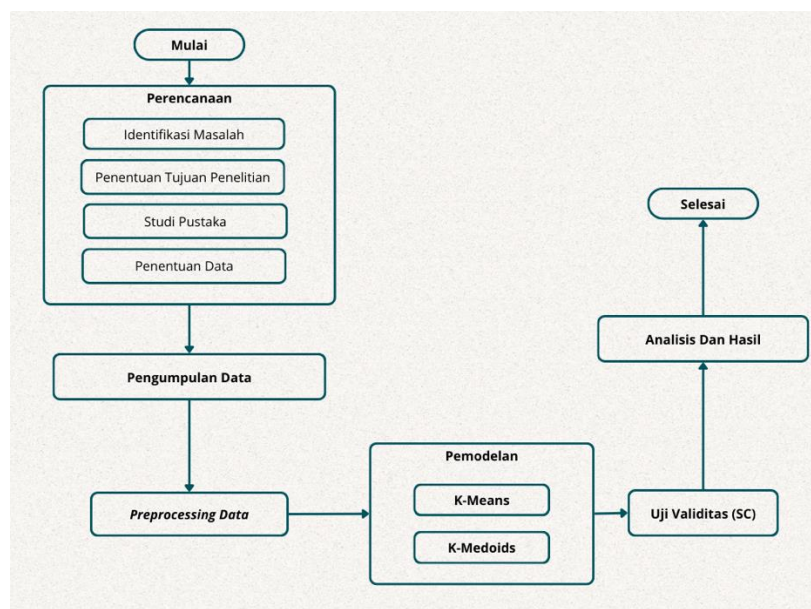 Mulai
Perencanaan
Identifikasi Masalah
Penentuan Tujuan Penelitian
Studi Pustaka
Penentuan Data
Pengumpulan Data
Preprocessing Data
Pemodelan
K-Means
K-Medoids
Uji Validitas (SC)
Analisis Dan Hasil
Selesai